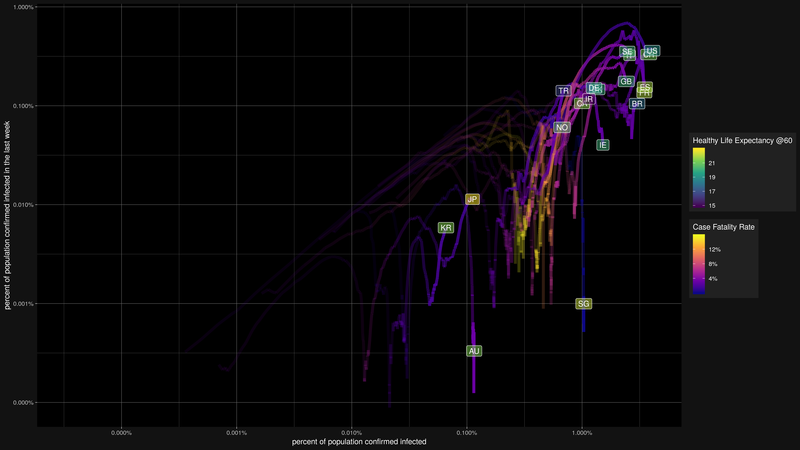 1.000%
0.100%
0.010%
0.001%
0.000%
percent of population confirmed infected in the last week
SE
US
GB
ES
FR
TR
DE
IR
BR
NO
IE
JP
KR
SG
AU
0.000%
0.001%
0.010%
0.100%
1.000%
percent of population confirmed infected
Healthy Life Expectancy @60
21
19
17
15
Case Fatality Rate
12%
8%
4%